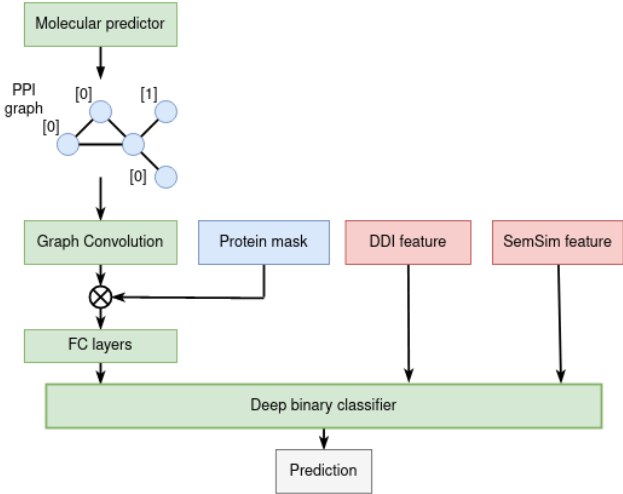 Molecular predictor
PPI
graph
[0]
[1]
[0]
[0]
Graph Convolution
Protein mask
DDI feature
SemSim feature
FC layers
Deep binary classifier
Prediction